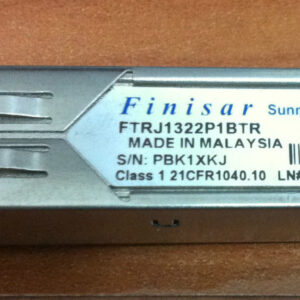 Finisar Sunn
FTRJ1322P1BTR
MADE IN MALAYSIA
S/N: PBK1XKJ
Class 1 21CFR1040.10 LN#